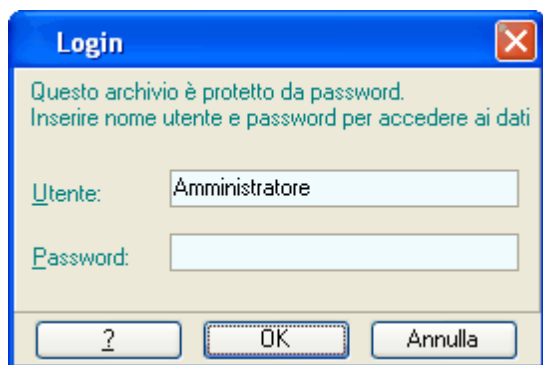 Login
Questo archivio è protetto da password.
Inserire nome utente e password per accedere ai dati
Utente: Amministratore
Password:
? OK Annulla